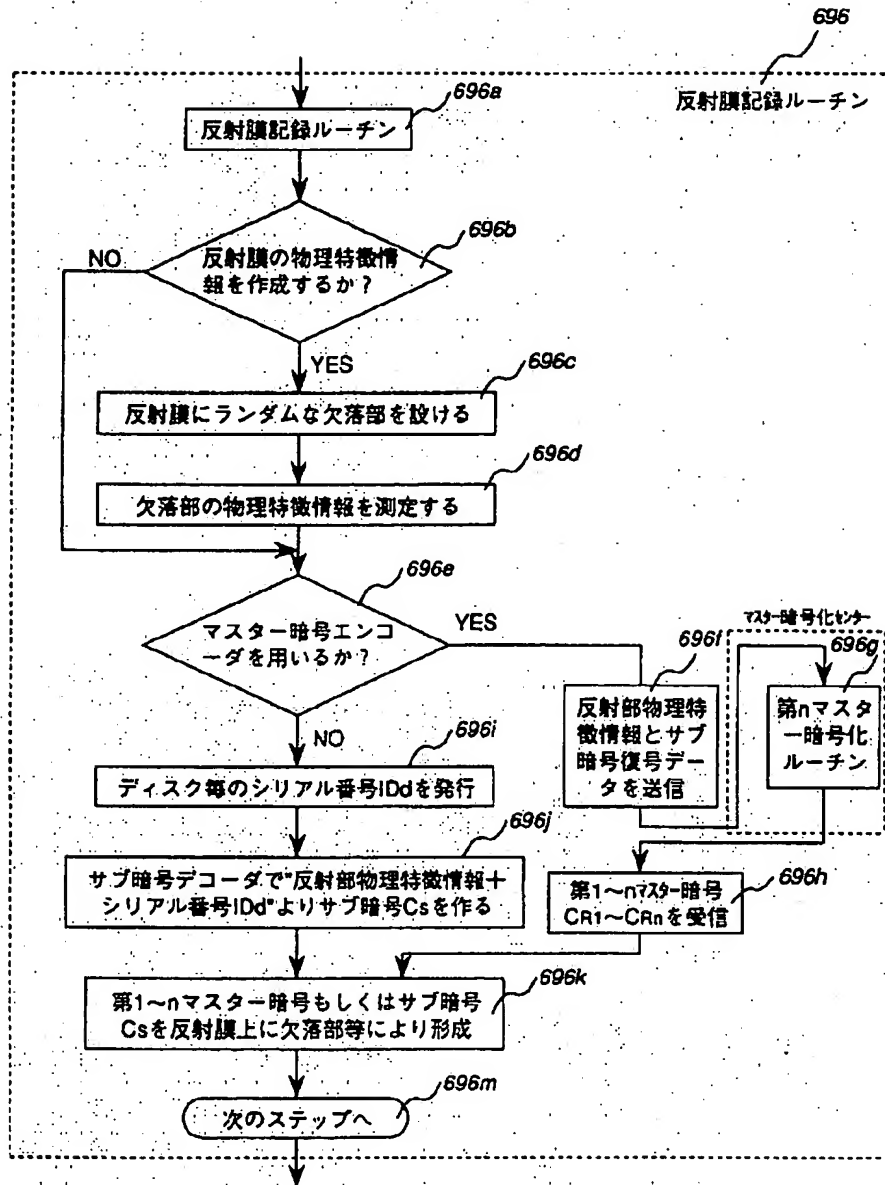 696
反射膜記録ルーチン
696a
反射膜記録ルーチン
696b
反射膜の物理特徴情
報を作成するか？
NO
YES
696c
反射膜にランダムな欠落部を設ける
696d
欠落部の物理特徴情報を測定する
696e
マスター暗号エンコ
ーダを用いるか？
YES
NO
696f
反射部物理特
徴情報とサブ
暗号復号デー
タを送信
マスター暗号化センター
696g
第nマスタ
ー暗号化
ルーチン
696h
第1～nマスター暗号
CR1～CRnを受信
696i
ディスク毎のシリアル番号IDdを発行
696j
サブ暗号デコーダで"反射部物理特徴情報＋
シリアル番号IDd"よりサブ暗号Csを作る
696k
第1～nマスター暗号もしくはサブ暗号
Csを反射膜上に欠落部等により形成
696m
次のステップへ